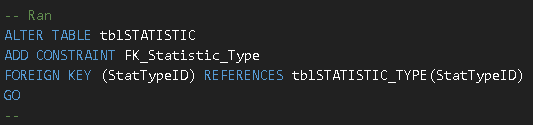 -- Ran
ALTER TABLE tblSTATISTIC
ADD CONSTRAINT FK_Statistic_Type
FOREIGN KEY (StatTypeID) REFERENCES tblSTATISTIC_TYPE(StatTypeID)
GO
--